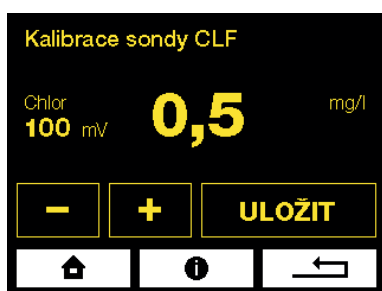 Kalibrace sondy CLF
Chlor
100 mV
0,5
mg/l
− + ULOŽIT